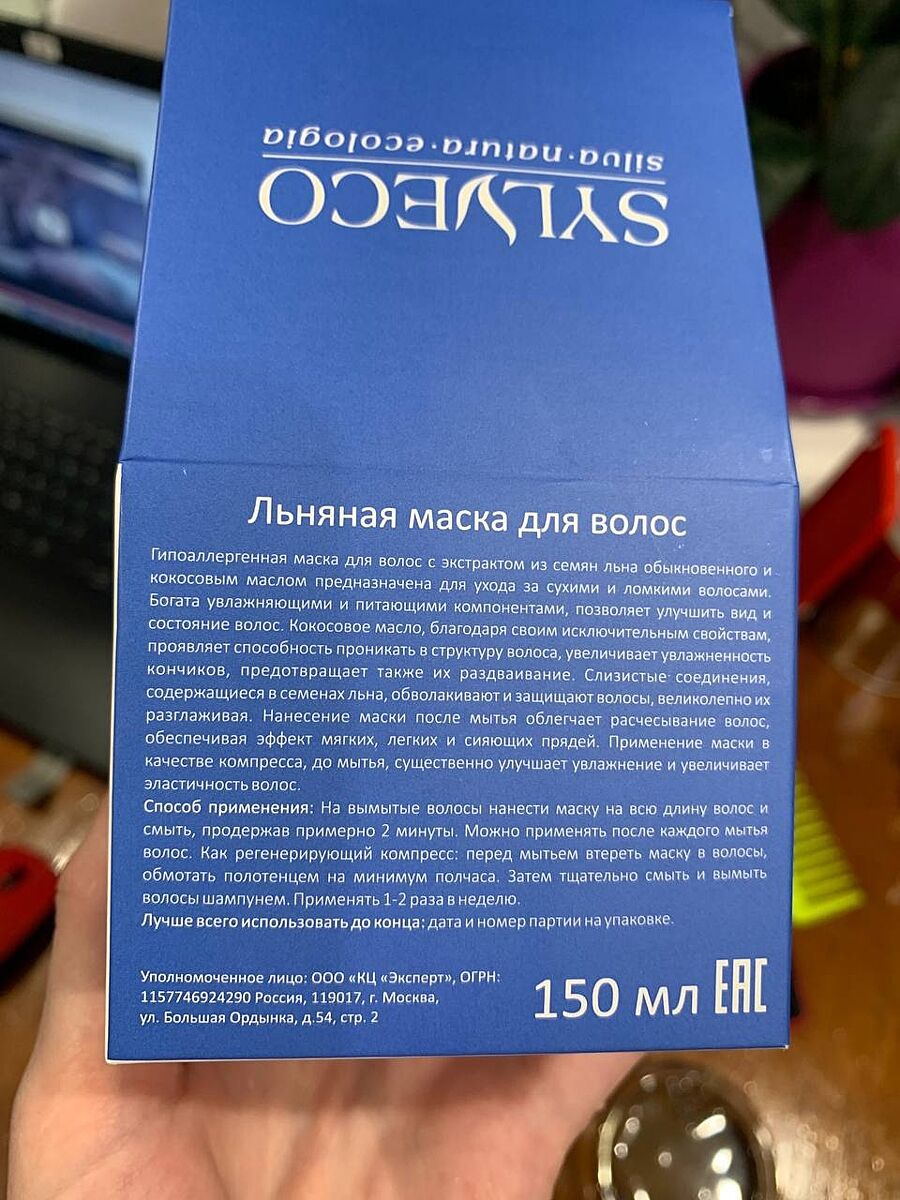 SYLVECO
silva·natura·ecologia
Льняная маска для волос
Гипоаллергенная маска для волос с экстрактом из семян льна обыкновенного и
кокосовым маслом предназначена для ухода за сухими и ломкими волосами.
Богата увлажняющими и питающими компонентами, позволяет улучшить вид и
состояние волос. Кокосовое масло, благодаря своим исключительным свойствам,
проявляет способность проникать в структуру волоса, увеличивает увлажненность
кончиков, предотвращает также их раздваивание. Слизистые соединения,
содержащиеся в семенах льна, обволакивают и защищают волосы, великолепно их
разглаживая. Нанесение маски после мытья облегчает расчесывание волос,
обеспечивая эффект мягких, легких и сияющих прядей. Применение маски в
качестве компресса, до мытья, существенно улучшает увлажнение и увеличивает
эластичность волос.
Способ применения: На вымытые волосы нанести маску на всю длину волос и
смыть, продержав примерно 2 минуты. Можно применять после каждого мытья
волос. Как регенерирующий компресс: перед мытьем втереть маску в волосы,
обмотать полотенцем на минимум полчаса. Затем тщательно смыть и вымыть
волосы шампунем. Применять 1-2 раза в неделю.
Лучше всего использовать до конца: дата и номер партии на упаковке.
Уполномоченное лицо: ООО «КЦ «Эксперт», ОГРН:
1157746924290 Россия, 119017, г. Москва,
ул. Большая Ордынка, д.54, стр. 2
150 мл EAC